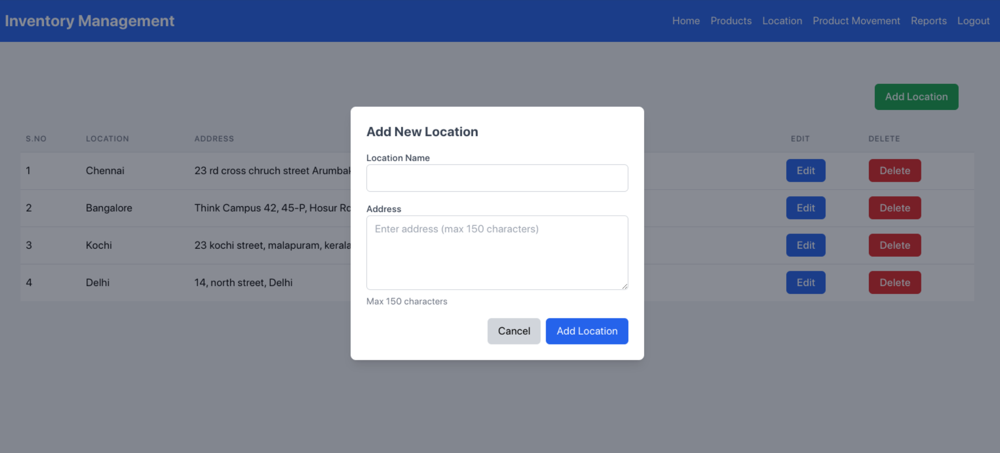 Inventory Management
Home Products Location Product Movement Reports Logout
Add Location
S.NO LOCATION ADDRESS EDIT DELETE
1 Chennai 23 rd cross chruch street Edit Delete
2 Bangalore Think Campus 42, 45-P, Hosur Edit Delete
3 Kochi 23 kochi street, malapuram, kerala Edit Delete
4 Delhi 14, north street, Delhi Edit Delete
Add New Location
Location Name
Address
Enter address (max 150 characters)
Max 150 characters
Cancel Add Location